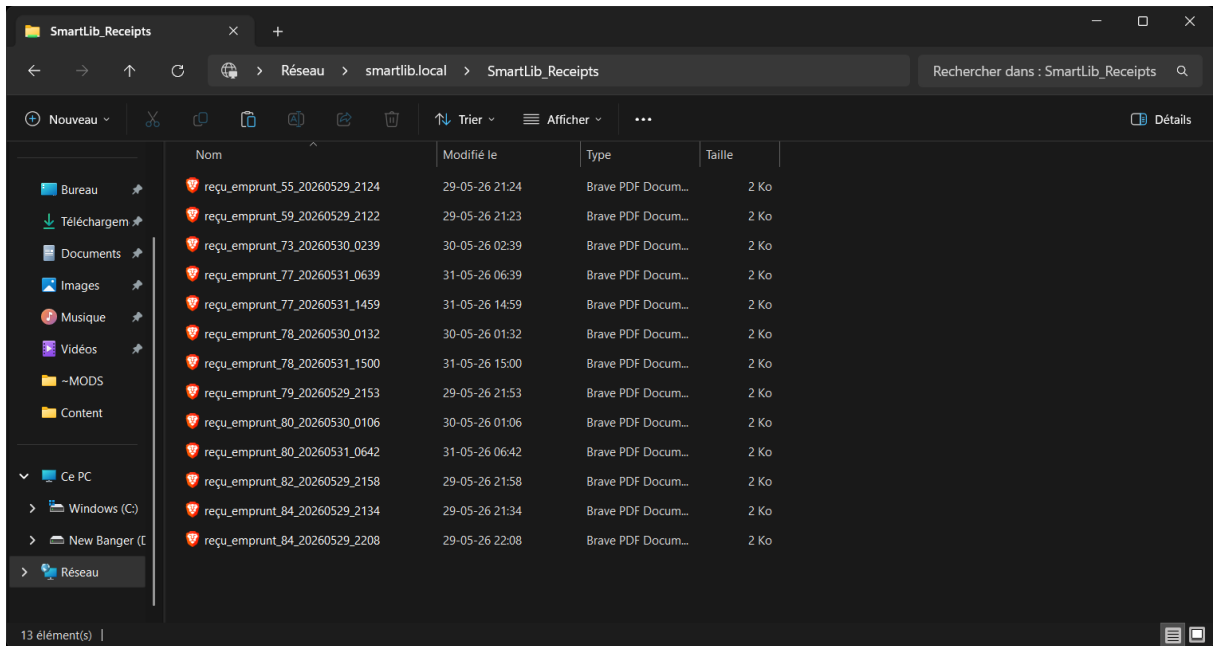 SmartLib_Receipts
Réseau > smartlib.local > SmartLib_Receipts
Rechercher dans : SmartLib_Receipts
Nouveau
Trier
Afficher
Détails
Nom Modifié le Type Taille
Bureau
Téléchargem
Documents
Images
Musique
Vidéos
~MODS
Content
Ce PC
Windows (C:)
New Banger (D
Réseau
reçu_emprunt_55_20260529_2124 29-05-26 21:24 Brave PDF Docum... 2 Ko
reçu_emprunt_59_20260529_2122 29-05-26 21:23 Brave PDF Docum... 2 Ko
reçu_emprunt_73_20260530_0239 30-05-26 02:39 Brave PDF Docum... 2 Ko
reçu_emprunt_77_20260531_0639 31-05-26 06:39 Brave PDF Docum... 2 Ko
reçu_emprunt_77_20260531_1459 31-05-26 14:59 Brave PDF Docum... 2 Ko
reçu_emprunt_78_20260530_0132 30-05-26 01:32 Brave PDF Docum... 2 Ko
reçu_emprunt_78_20260531_1500 31-05-26 15:00 Brave PDF Docum... 2 Ko
reçu_emprunt_79_20260529_2153 29-05-26 21:53 Brave PDF Docum... 2 Ko
reçu_emprunt_80_20260530_0106 30-05-26 01:06 Brave PDF Docum... 2 Ko
reçu_emprunt_80_20260531_0642 31-05-26 06:42 Brave PDF Docum... 2 Ko
reçu_emprunt_82_20260529_2158 29-05-26 21:58 Brave PDF Docum... 2 Ko
reçu_emprunt_84_20260529_2134 29-05-26 21:34 Brave PDF Docum... 2 Ko
reçu_emprunt_84_20260529_2208 29-05-26 22:08 Brave PDF Docum... 2 Ko
13 élément(s)